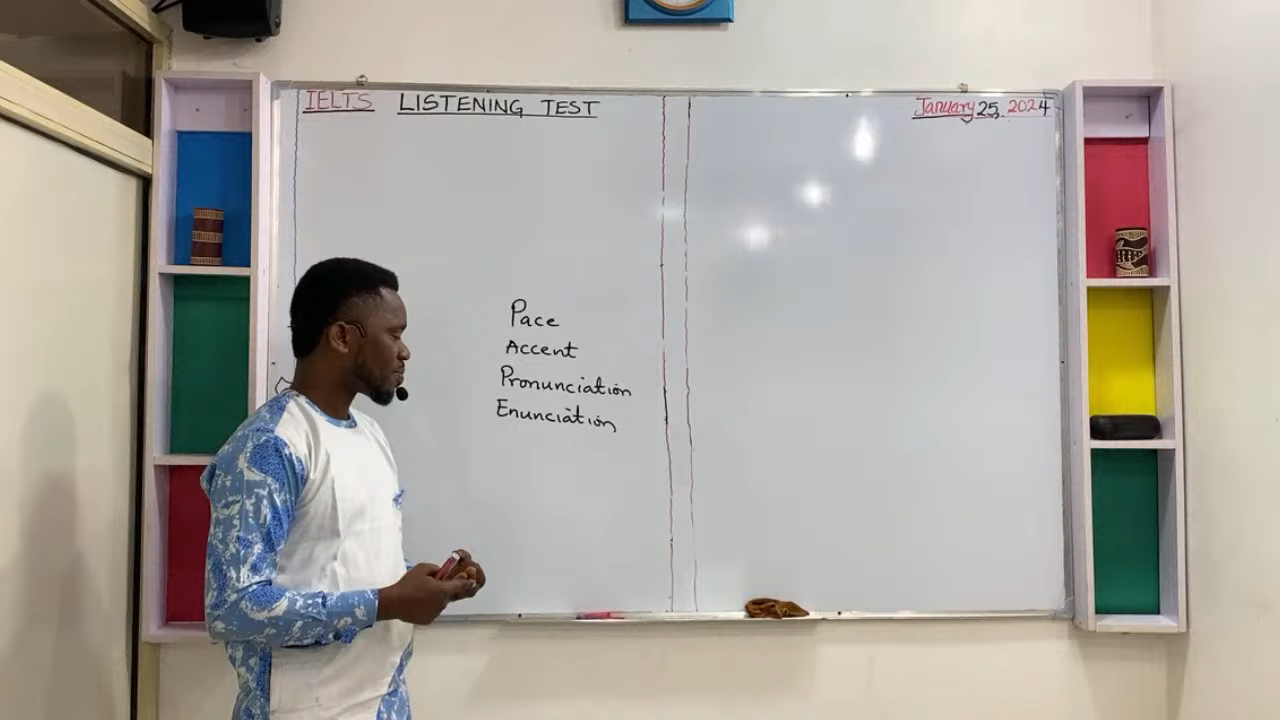 IELTS LISTENING TEST
January 25, 2024
Pace
Accent
Pronunciation
Enunciation